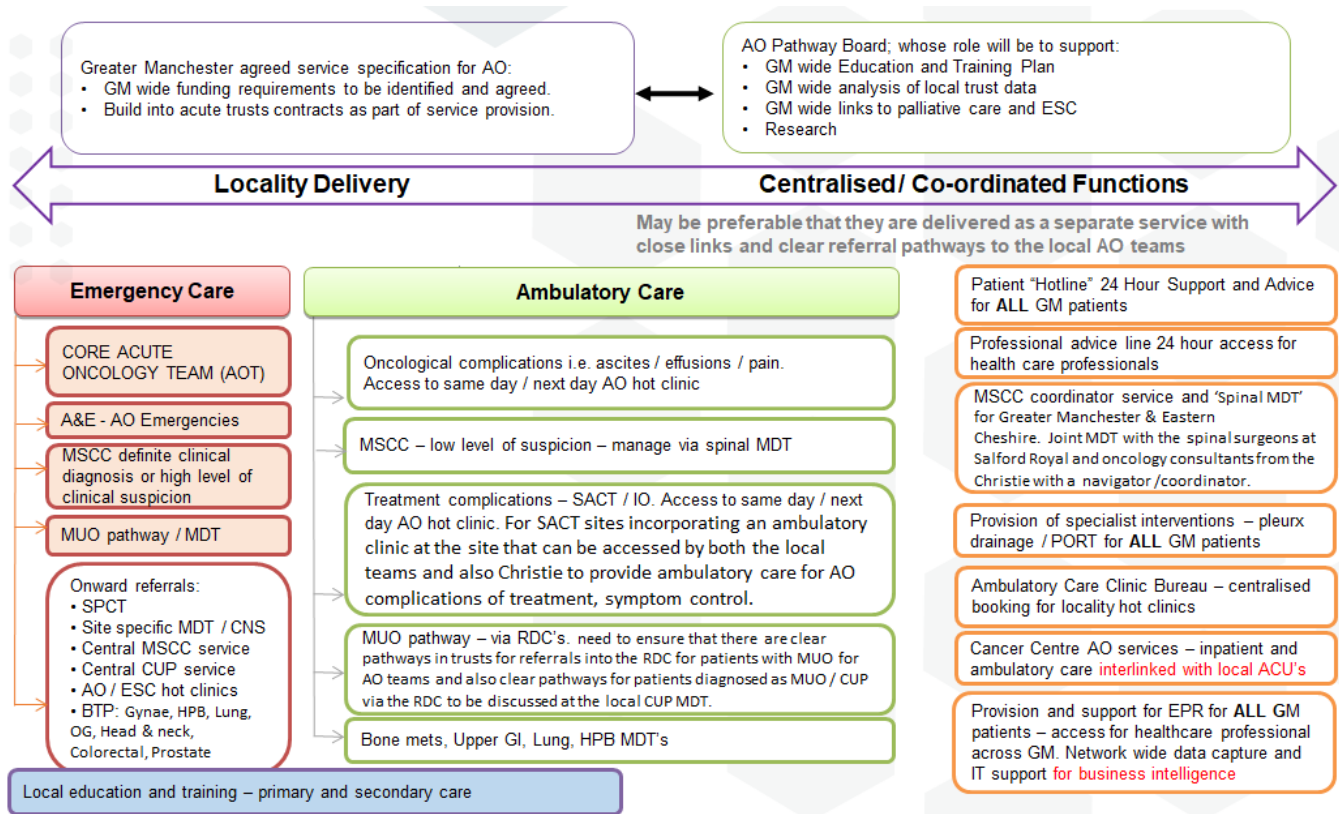 Greater Manchester agreed service specification for AO:
• GM wide funding requirements to be identified and agreed.
• Build into acute trusts contracts as part of service provision.
AO Pathway Board; whose role will be to support:
• GM wide Education and Training Plan
• GM wide analysis of local trust data
• GM wide links to palliative care and ESC
• Research
Locality Delivery
Centralised/ Co-ordinated Functions
May be preferable that they are delivered as a separate service with
close links and clear referral pathways to the local AO teams
Emergency Care
CORE ACUTE
ONCOLOGY TEAM (AOT)
A&E - AO Emergencies
MSCC definite clinical
diagnosis or high level of
clinical suspicion
MUO pathway / MDT
Onward referrals:
• SPCT
• Site specific MDT / CNS
• Central MSCC service
• Central CUP service
• AO / ESC hot clinics
• BTP: Gynae, HPB, Lung,
OG, Head & neck,
Colorectal, Prostate
Ambulatory Care
Oncological complications i.e. ascites / effusions / pain.
Access to same day / next day AO hot clinic
MSCC – low level of suspicion – manage via spinal MDT
Treatment complications – SACT / IO. Access to same day / next
day AO hot clinic. For SACT sites incorporating an ambulatory
clinic at the site that can be accessed by both the local
teams and also Christie to provide ambulatory care for AO
complications of treatment, symptom control.
MUO pathway – via RDC's. need to ensure that there are clear
pathways in trusts for referrals into the RDC for patients with MUO for
AO teams and also clear pathways for patients diagnosed as MUO / CUP
via the RDC to be discussed at the local CUP MDT.
Bone mets, Upper GI, Lung, HPB MDT's
Patient “Hotline” 24 Hour Support and Advice
for ALL GM patients
Professional advice line 24 hour access for
health care professionals
MSCC coordinator service and ‘Spinal MDT’
for Greater Manchester & Eastern
Cheshire. Joint MDT with the spinal surgeons at
Salford Royal and oncology consultants from the
Christie with a navigator /coordinator.
Provision of specialist interventions – pleurx
drainage / PORT for ALL GM patients
Ambulatory Care Clinic Bureau – centralised
booking for locality hot clinics
Cancer Centre AO services – inpatient and
ambulatory care interlinked with local ACU's
Provision and support for EPR for ALL GM
patients – access for healthcare professional
across GM. Network wide data capture and
IT support for business intelligence
Local education and training – primary and secondary care